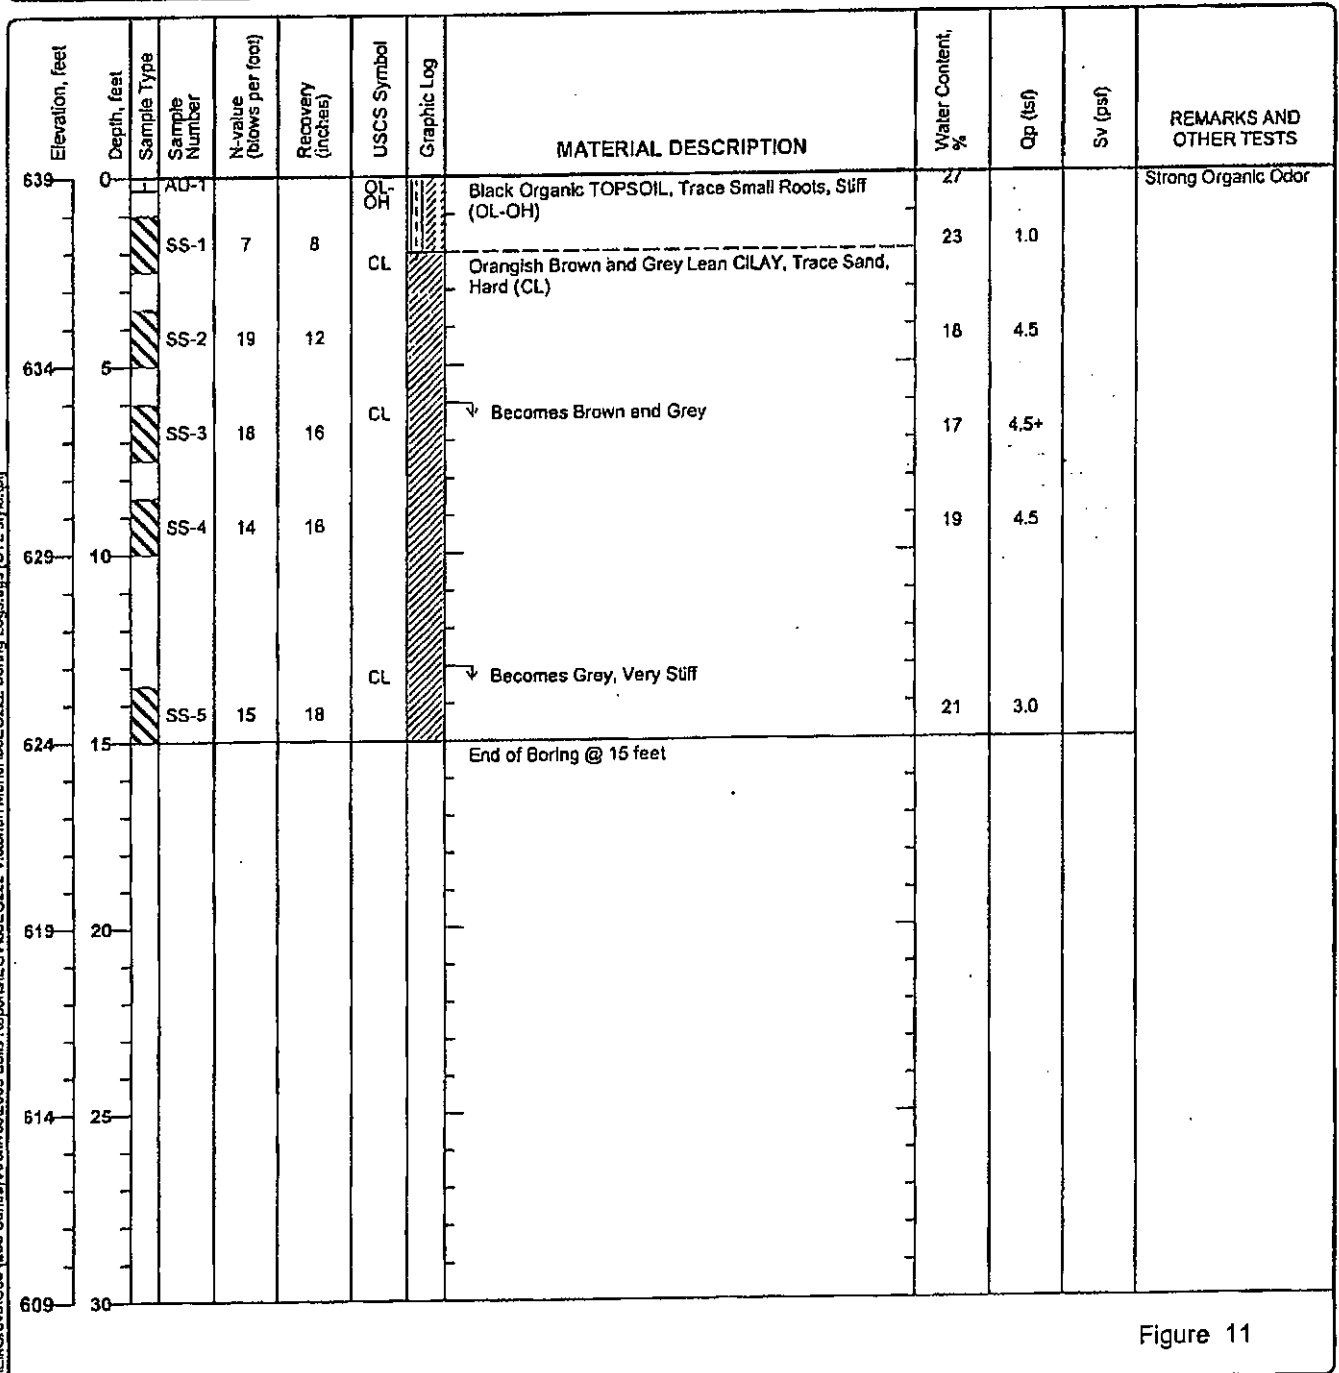 Elevation, feet
Depth, feet
Sample Type
Sample Number
N-value (blows per foot)
Recovery (inches)
USCS Symbol
Graphic Log
MATERIAL DESCRIPTION
Water Content, %
Qp (tsf)
Sv (psf)
REMARKS AND OTHER TESTS
639 0 AU-1 OL-OH Black Organic TOPSOIL, Trace Small Roots, Stiff 27 Strong Organic Odor
(OL-OH)
SS-1 7 8 23 1.0
CL Orangish Brown and Grey Lean CILAY, Trace Sand,
Hard (CL)
SS-2 19 12 18 4.5
634 5
CL Becomes Brown and Grey
SS-3 18 16 17 4.5+
SS-4 14 16 19 4.5
629 10
CL Becomes Grey, Very Stiff
SS-5 15 18 21 3.0
624 15
End of Boring @ 15 feet
619 20
614 25
609 30
Figure 11